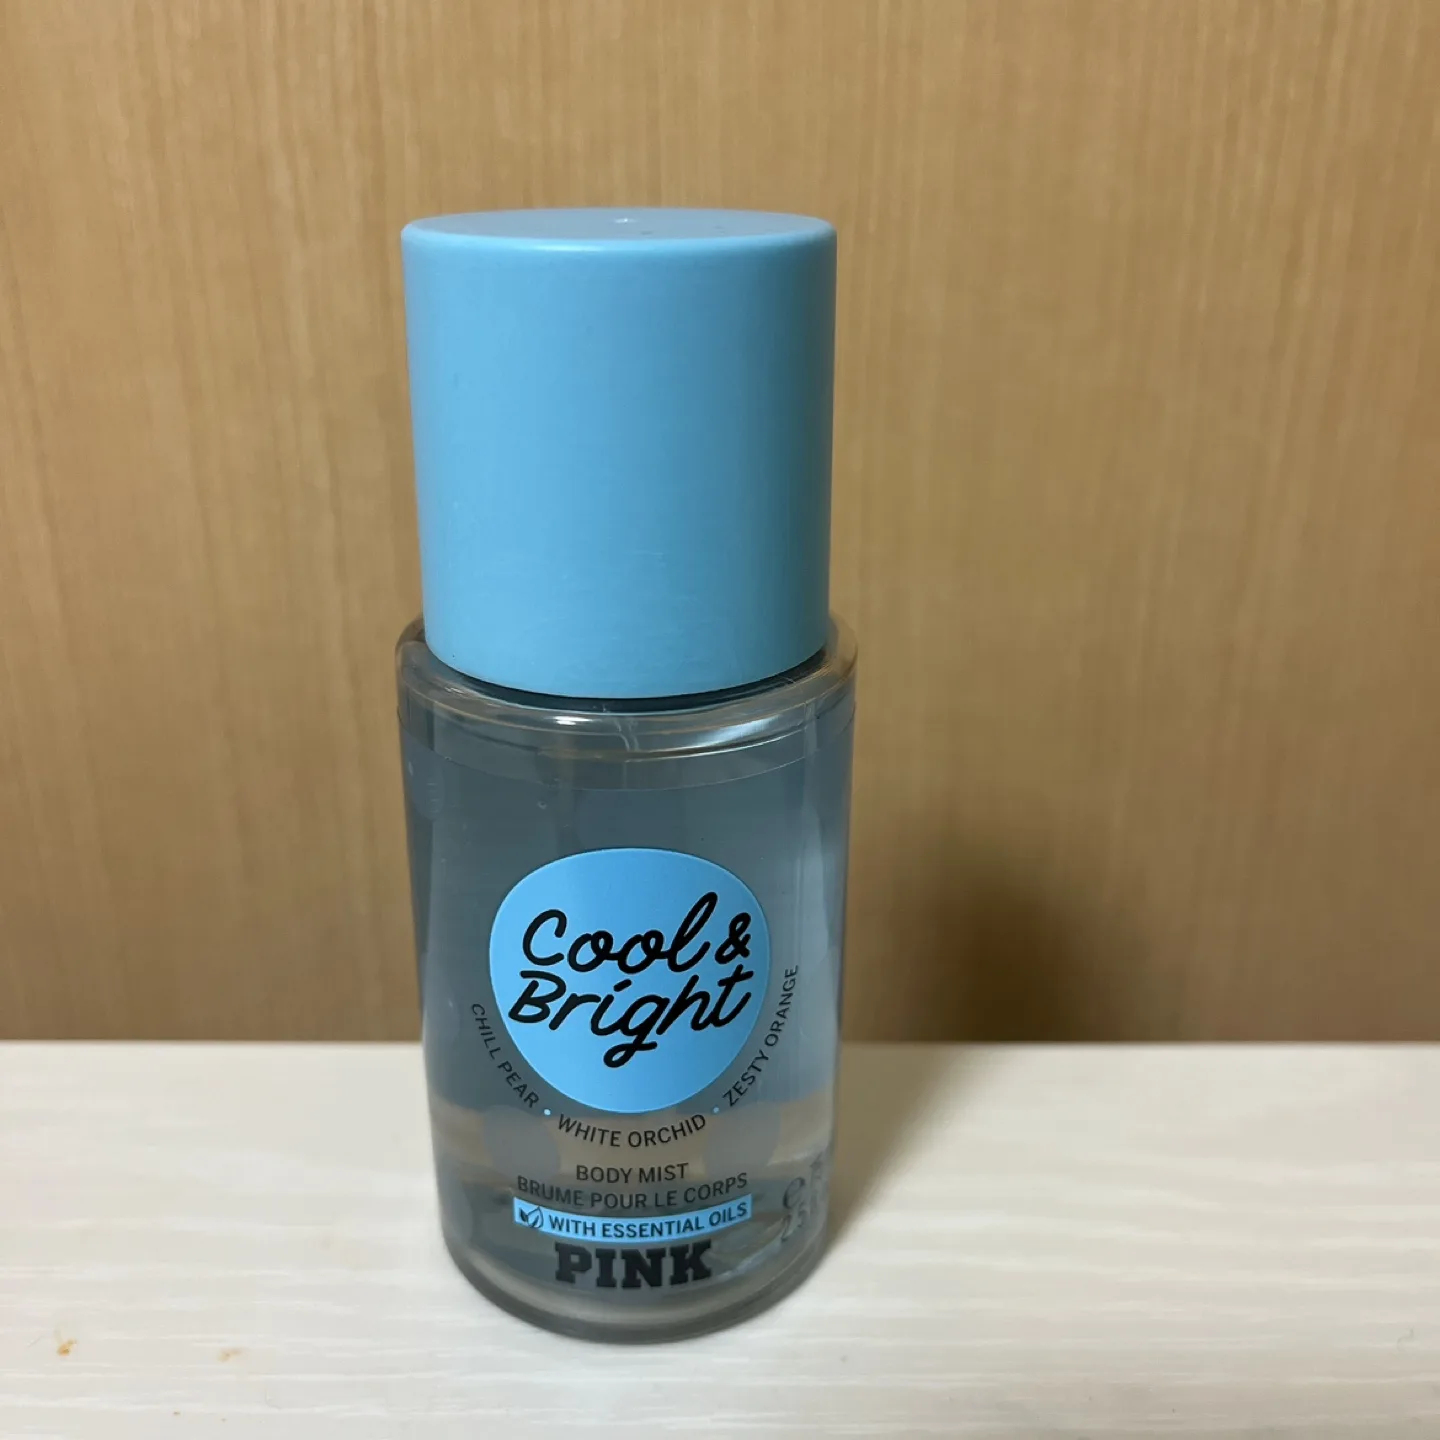 Cool &
Bright
CHILL PEAR • WHITE ORCHID • ZESTY ORANGE
BODY MIST
BRUME POUR LE CORPS
WITH ESSENTIAL OILS
PINK